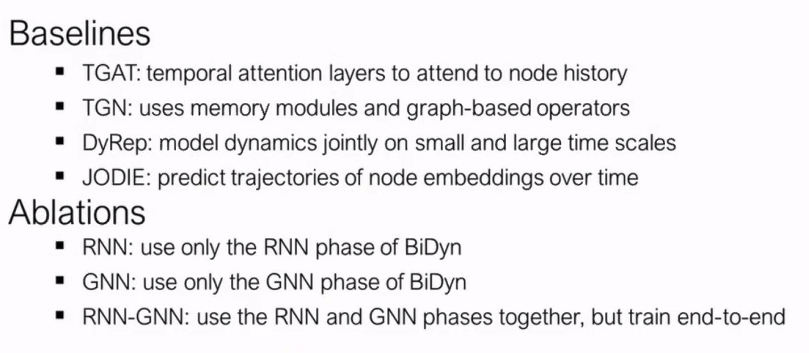 Baselines
▪ TGAT: temporal attention layers to attend to node history
▪ TGN: uses memory modules and graph-based operators
▪ DyRep: model dynamics jointly on small and large time scales
▪ JODIE: predict trajectories of node embeddings over time
Ablations
▪ RNN: use only the RNN phase of BiDyn
▪ GNN: use only the GNN phase of BiDyn
▪ RNN-GNN: use the RNN and GNN phases together, but train end-to-end